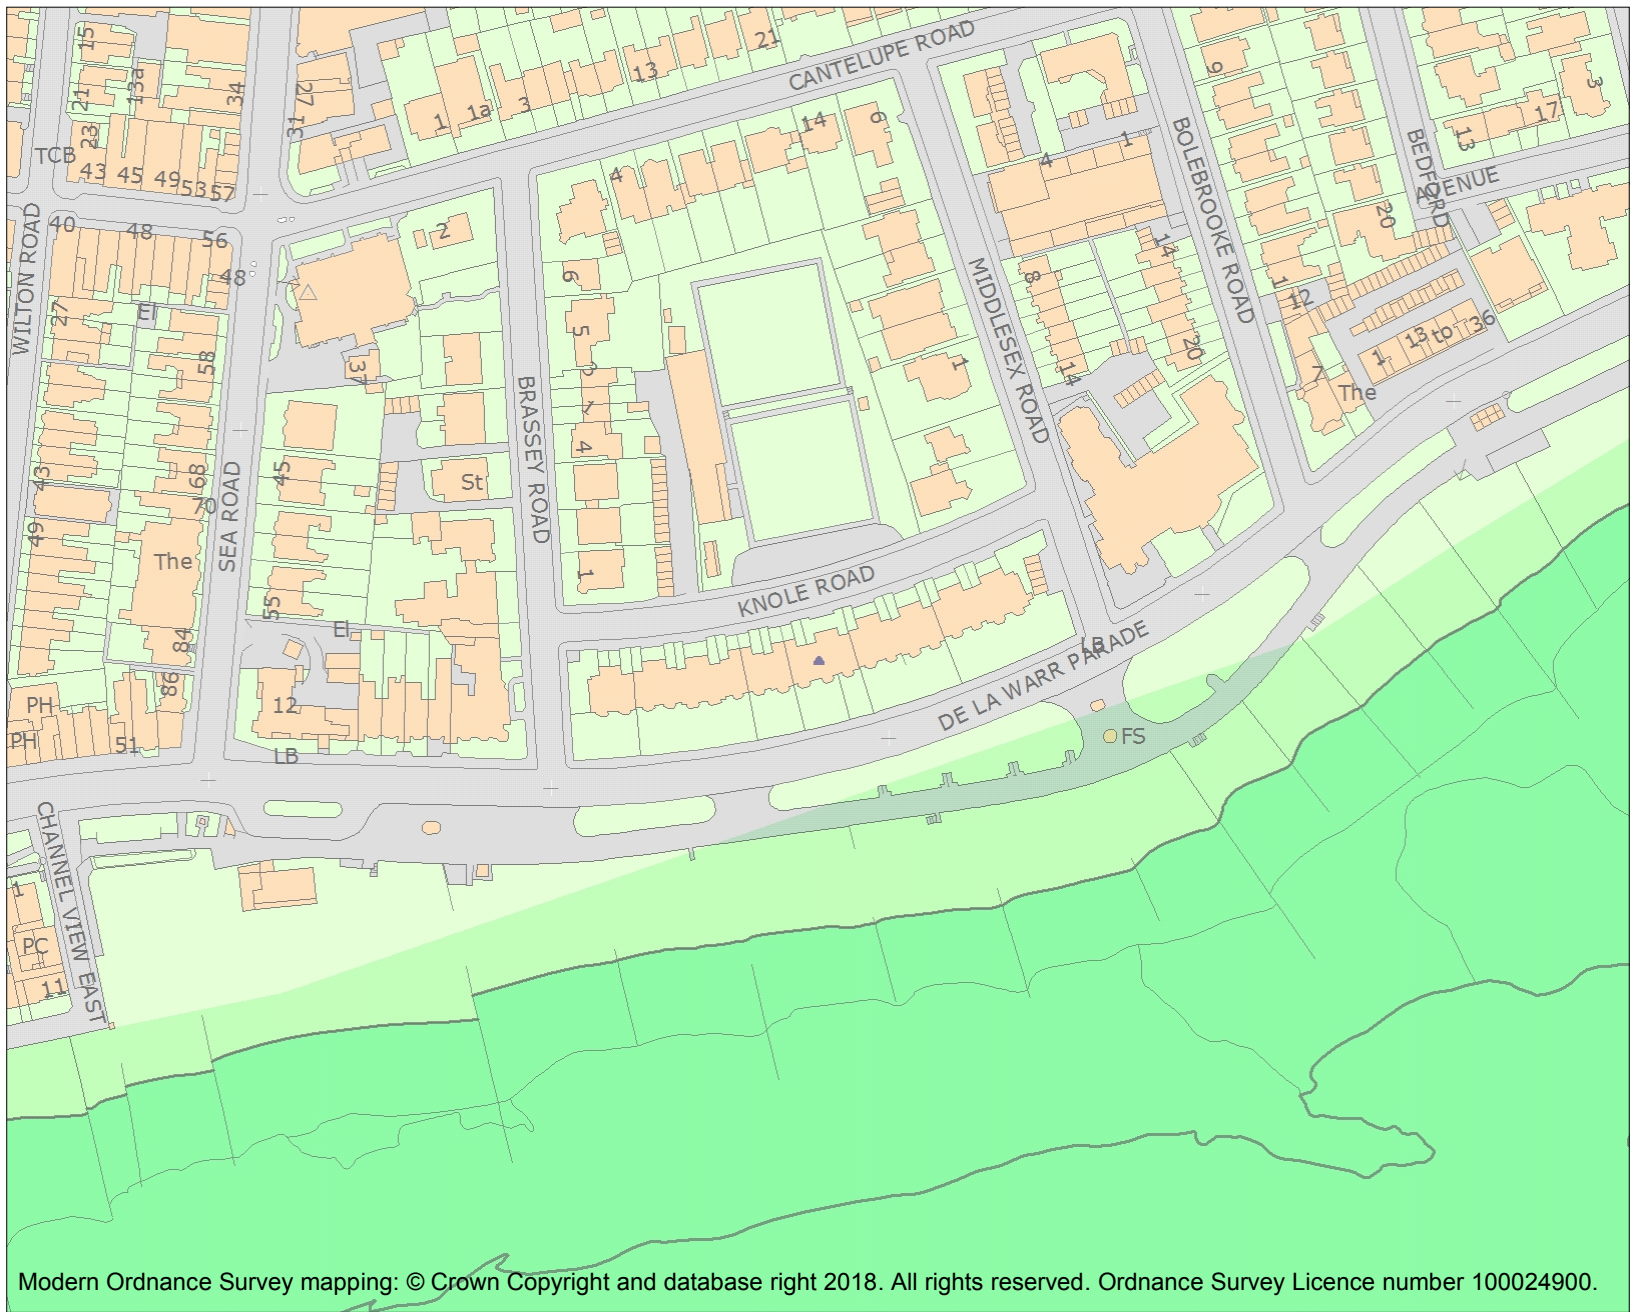 15
21
13a
23
34
27
31
TCB
43
45
49
53
57
1
1a
3
13
21
CANTELUPE ROAD
14
6
4
4
1
9
BOLEBROOKE ROAD
3
17
13
BEDFORD
AVENUE
20
WILTON ROAD
40
48
56
48
27
El
58
43
49
68
70
The
84
86
SEA ROAD
37
2
45
St
55
El
12
LB
PH
PH
51
BRASSEY ROAD
6
5
3
1
4
1
1
MIDDLESEX ROAD
8
14
14
20
1
12
7
The
1
13 to 36
KNOLE ROAD
LB
DE LA WARR PARADE
FS
CHANNEL VIEW EAST
1
PC
11
Modern Ordnance Survey mapping: © Crown Copyright and database right 2018. All rights reserved. Ordnance Survey Licence number 100024900.